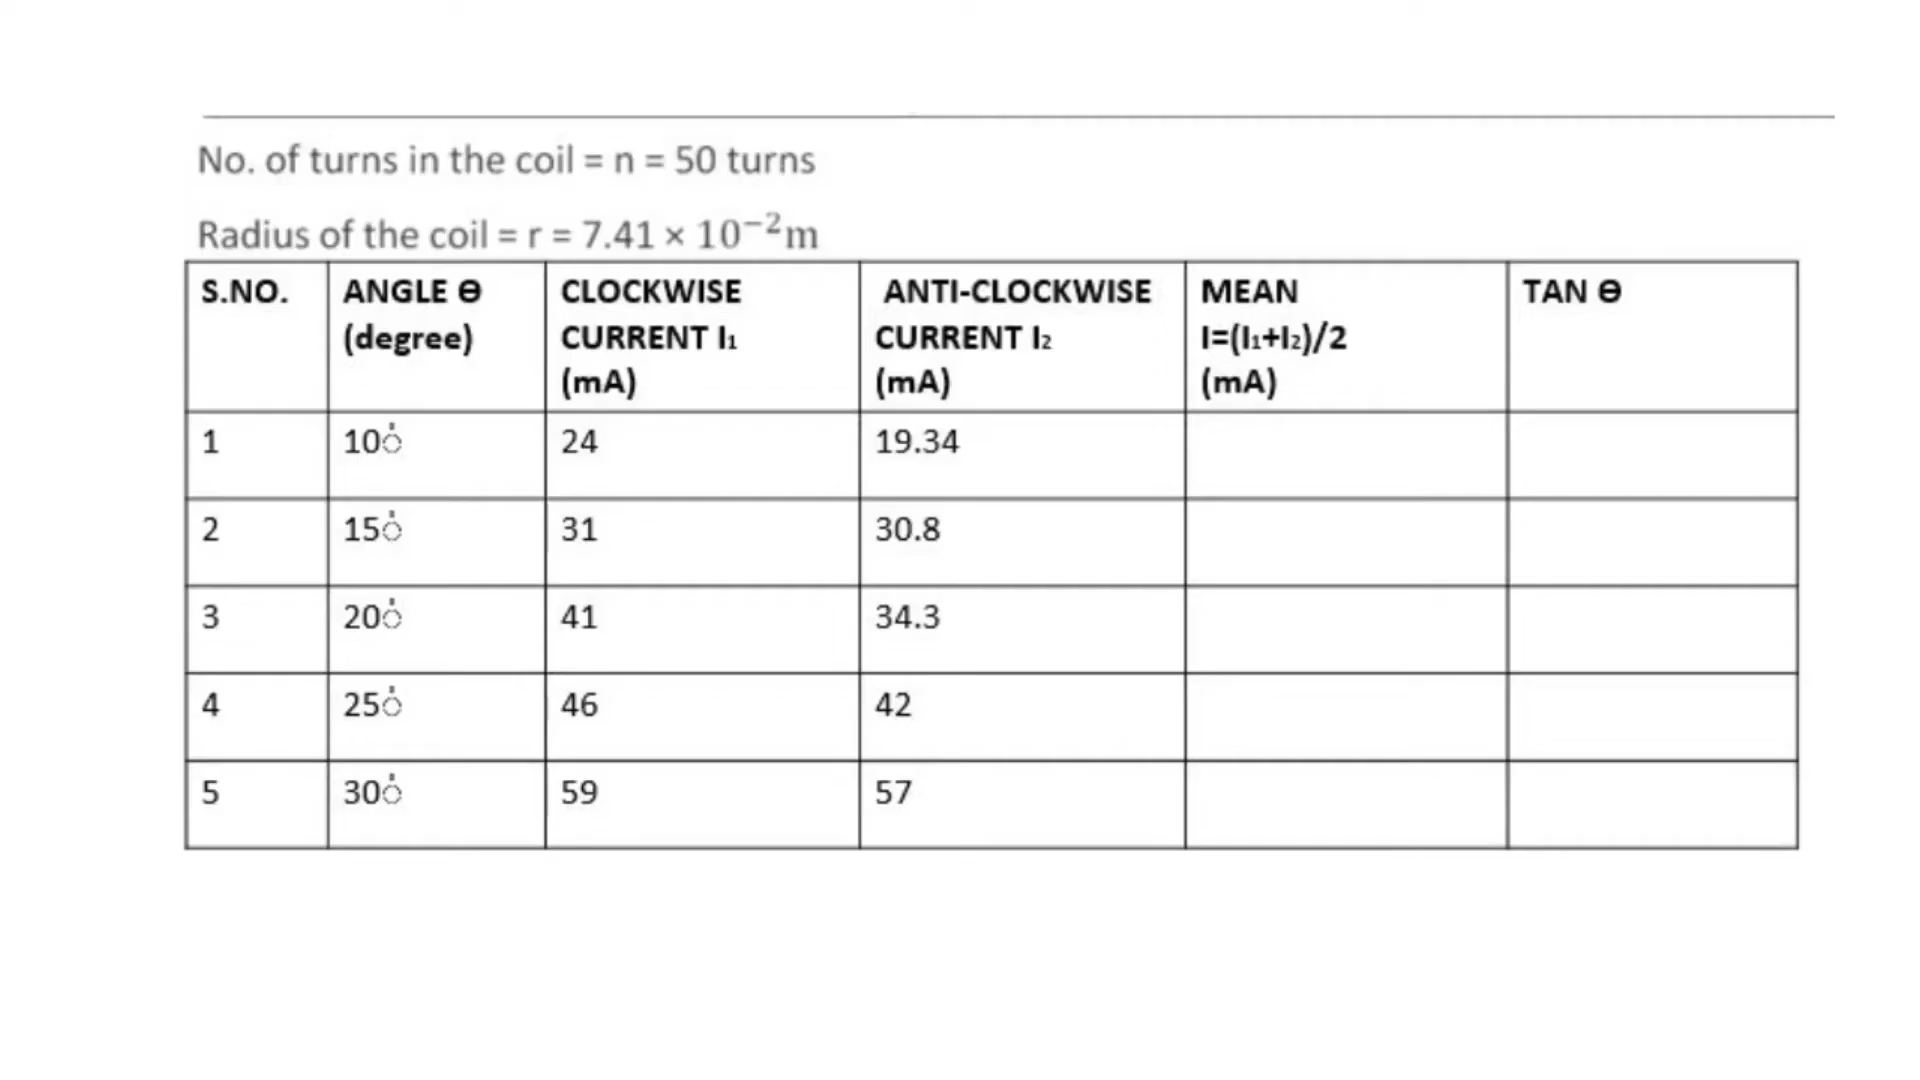 No. of turns in the coil = n = 50 turns
Radius of the coil = r = 7.41 × 10⁻²m
S.NO. ANGLE Ө (degree) CLOCKWISE CURRENT I₁ (mA) ANTI-CLOCKWISE CURRENT I₂ (mA) MEAN I=(I₁+I₂)/2 (mA) TAN Ө
1 10ํ 24 19.34
2 15ํ 31 30.8
3 20ํ 41 34.3
4 25ํ 46 42
5 30ํ 59 57